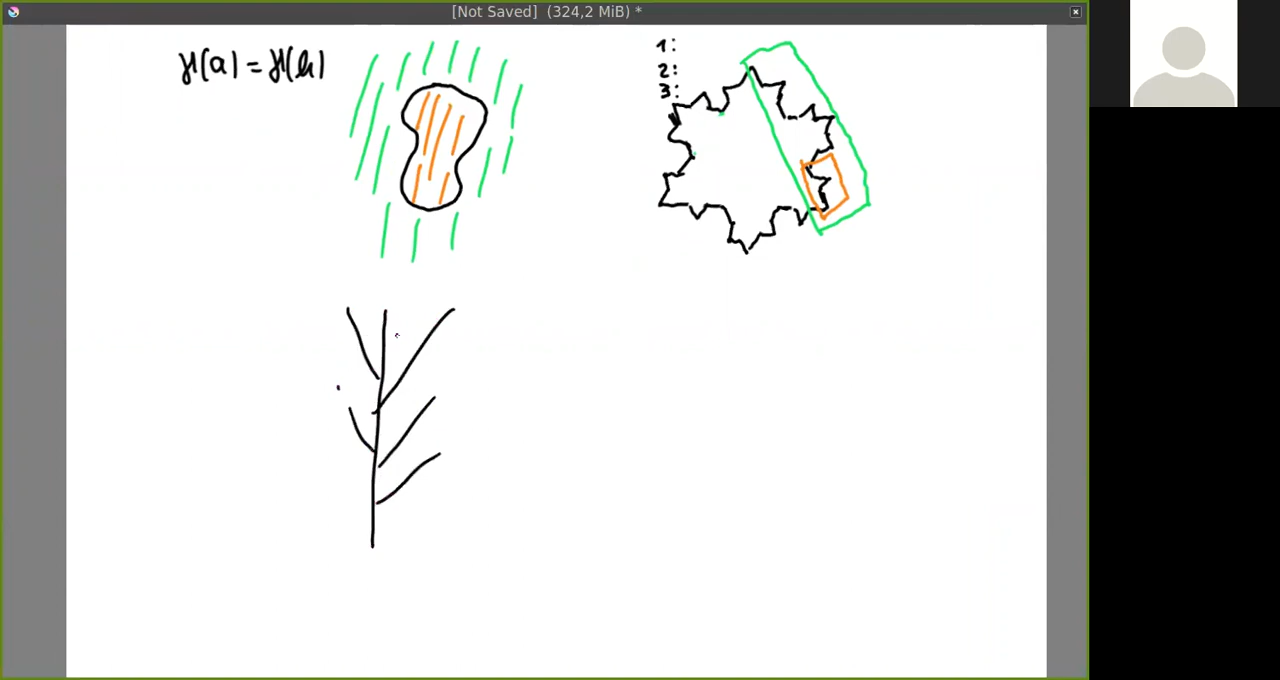 [Not Saved] (324,2 MiB) *
γ(a) = γ(b)
1:
2:
3: